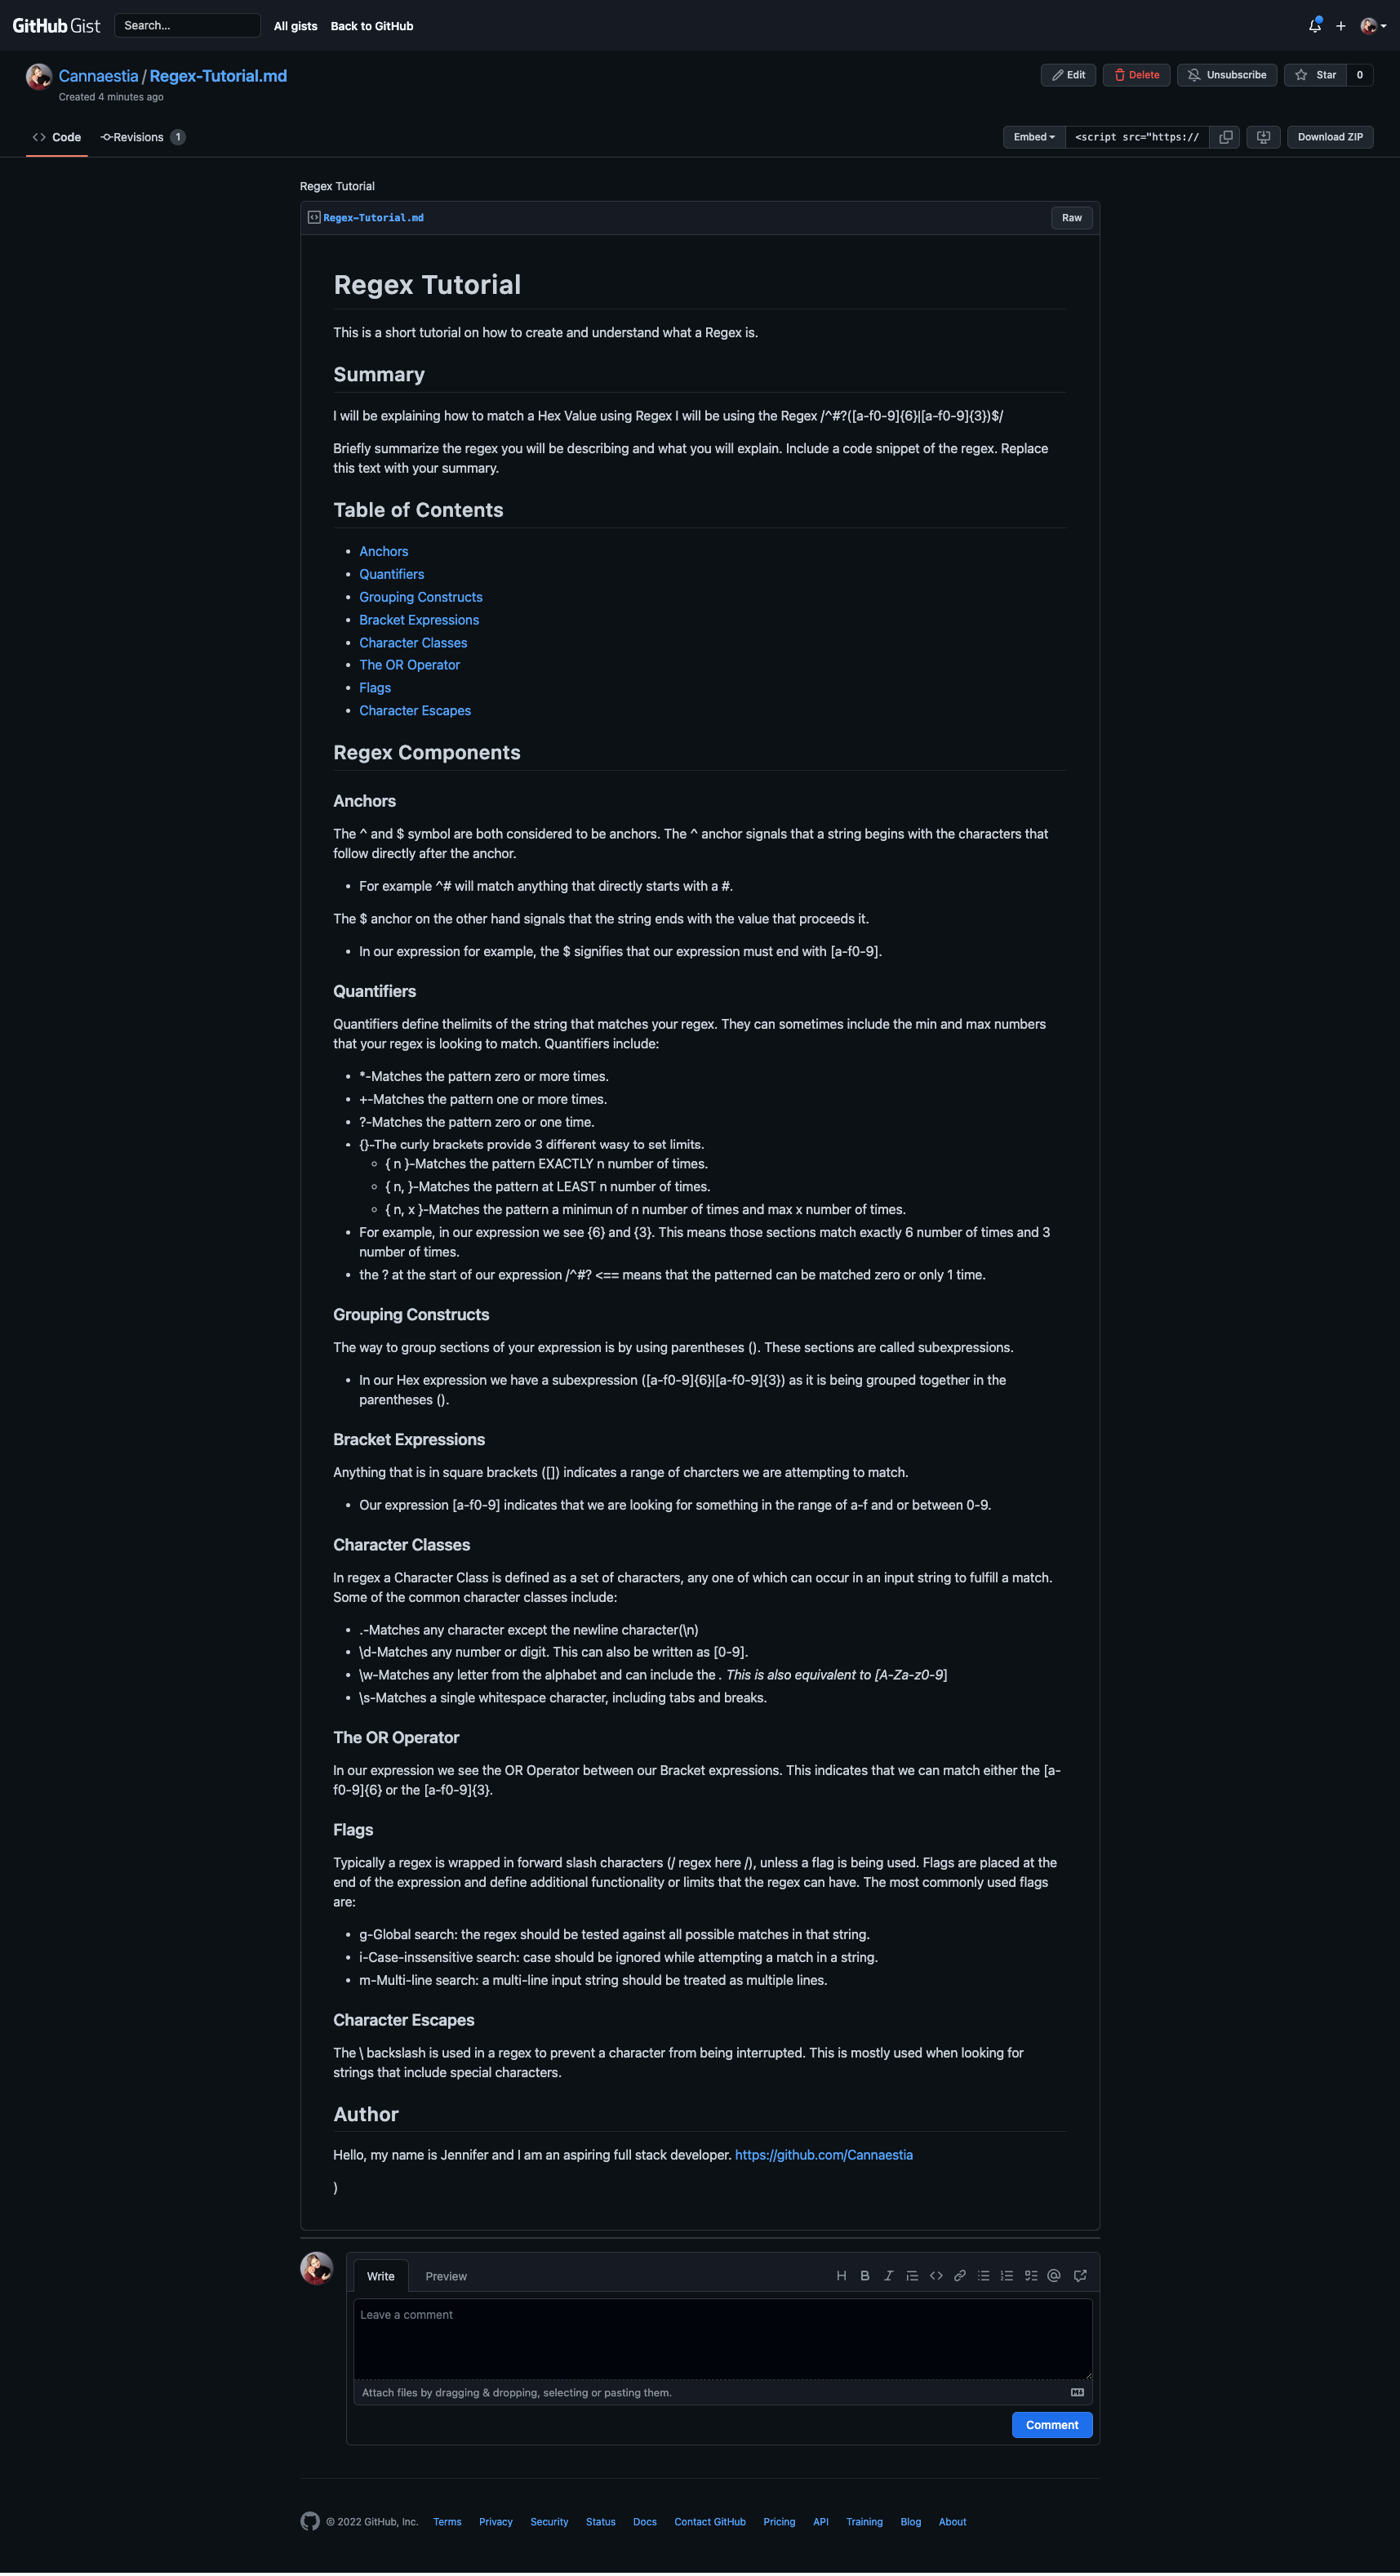 GitHub Gist Search... All gists Back to GitHub
Cannaestia / Regex-Tutorial.md Edit Delete Unsubscribe Star 0
Created 4 minutes ago
Code Revisions 1 Embed <script src="https:// Download ZIP
Regex Tutorial
Regex-Tutorial.md Raw
Regex Tutorial
This is a short tutorial on how to create and understand what a Regex is.
Summary
I will be explaining how to match a Hex Value using Regex I will be using the Regex /^#?([a-f0-9]{6}|[a-f0-9]{3})$/
Briefly summarize the regex you will be describing and what you will explain. Include a code snippet of the regex. Replace
this text with your summary.
Table of Contents
• Anchors
• Quantifiers
• Grouping Constructs
• Bracket Expressions
• Character Classes
• The OR Operator
• Flags
• Character Escapes
Regex Components
Anchors
The ^ and $ symbol are both considered to be anchors. The ^ anchor signals that a string begins with the characters that
follow directly after the anchor.
• For example ^# will match anything that directly starts with a #.
The $ anchor on the other hand signals that the string ends with the value that proceeds it.
• In our expression for example, the $ signifies that our expression must end with [a-f0-9].
Quantifiers
Quantifiers define thelimits of the string that matches your regex. They can sometimes include the min and max numbers
that your regex is looking to match. Quantifiers include:
• *-Matches the pattern zero or more times.
• +-Matches the pattern one or more times.
• ?-Matches the pattern zero or one time.
• {}-The curly brackets provide 3 different wasy to set limits.
◦ { n }-Matches the pattern EXACTLY n number of times.
◦ { n, }-Matches the pattern at LEAST n number of times.
◦ { n, x }-Matches the pattern a minimun of n number of times and max x number of times.
• For example, in our expression we see {6} and {3}. This means those sections match exactly 6 number of times and 3
number of times.
• the ? at the start of our expression /^#? <== means that the patterned can be matched zero or only 1 time.
Grouping Constructs
The way to group sections of your expression is by using parentheses (). These sections are called subexpressions.
• In our Hex expression we have a subexpression ([a-f0-9]{6}|[a-f0-9]{3}) as it is being grouped together in the
parentheses ().
Bracket Expressions
Anything that is in square brackets ([]) indicates a range of charcters we are attempting to match.
• Our expression [a-f0-9] indicates that we are looking for something in the range of a-f and or between 0-9.
Character Classes
In regex a Character Class is defined as a set of characters, any one of which can occur in an input string to fulfill a match.
Some of the common character classes include:
• .-Matches any character except the newline character(\n)
• \d-Matches any number or digit. This can also be written as [0-9].
• \w-Matches any letter from the alphabet and can include the . This is also equivalent to [A-Za-z0-9]
• \s-Matches a single whitespace character, including tabs and breaks.
The OR Operator
In our expression we see the OR Operator between our Bracket expressions. This indicates that we can match either the [a-
f0-9]{6} or the [a-f0-9]{3}.
Flags
Typically a regex is wrapped in forward slash characters (/ regex here /), unless a flag is being used. Flags are placed at the
end of the expression and define additional functionality or limits that the regex can have. The most commonly used flags
are:
• g-Global search: the regex should be tested against all possible matches in that string.
• i-Case-inssensitive search: case should be ignored while attempting a match in a string.
• m-Multi-line search: a multi-line input string should be treated as multiple lines.
Character Escapes
The \ backslash is used in a regex to prevent a character from being interrupted. This is mostly used when looking for
strings that include special characters.
Author
Hello, my name is Jennifer and I am an aspiring full stack developer. https://github.com/Cannaestia
)
Write Preview
Leave a comment
Attach files by dragging & dropping, selecting or pasting them.
Comment
© 2022 GitHub, Inc. Terms Privacy Security Status Docs Contact GitHub Pricing API Training Blog About